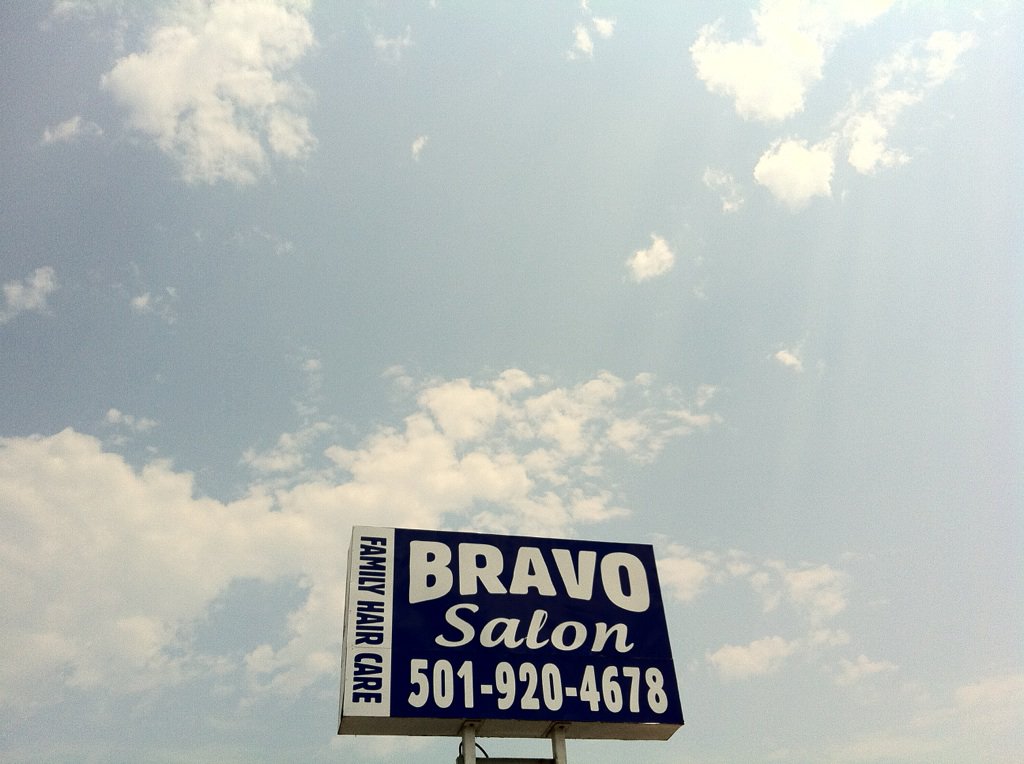 FAMILY HAIR CARE
BRAVO
Salon
501-920-4678